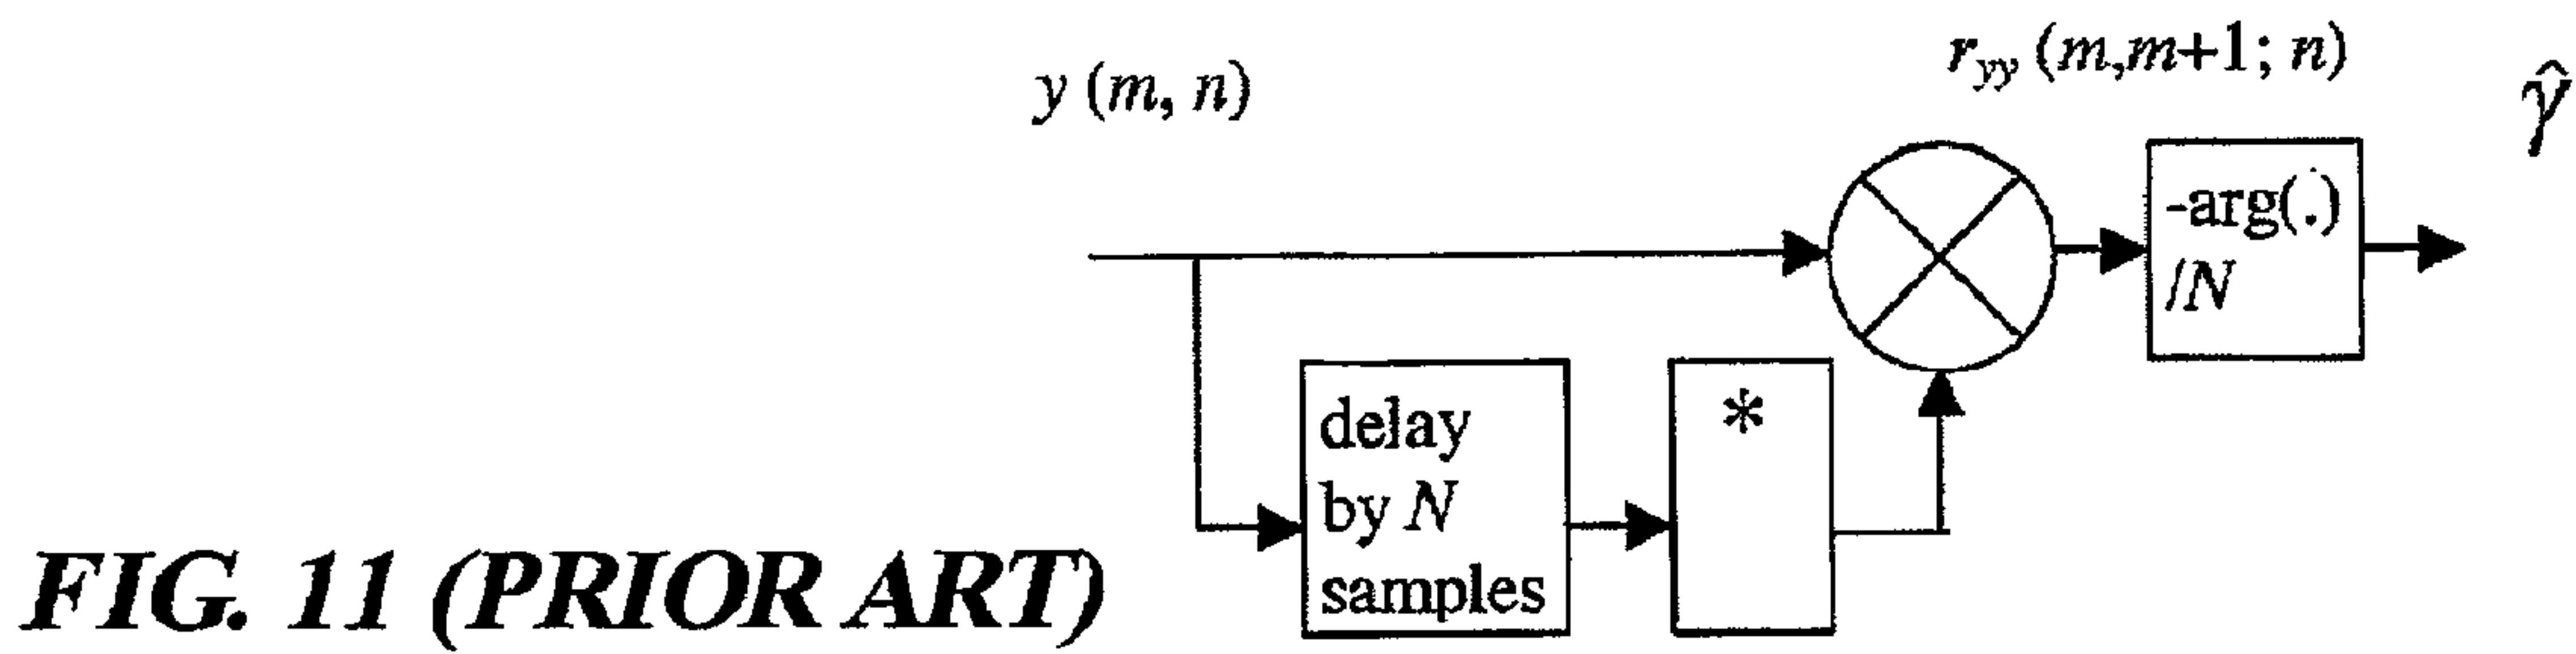 y (m, n)
r_yy (m,m+1; n)
γ̂
-arg(.)
/N
delay
by N
samples
*
FIG. 11 (PRIOR ART)